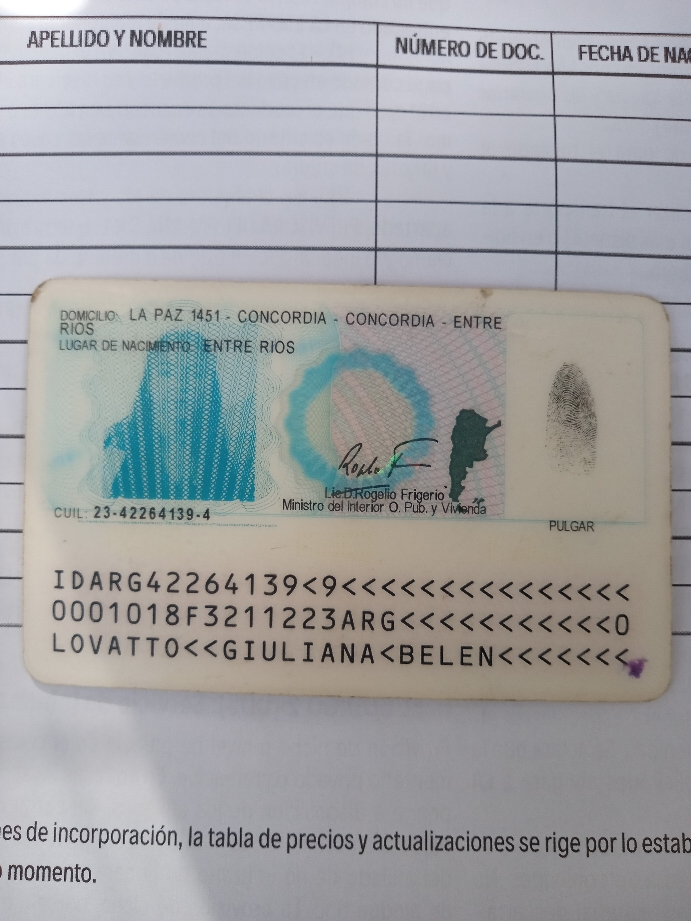 APELLIDO Y NOMBRE
NÚMERO DE DOC.
FECHA DE NAC
DOMICILIO: LA PAZ 1451 - CONCORDIA - CONCORDIA - ENTRE
RIOS
LUGAR DE NACIMIENTO: ENTRE RIOS
Lic.D.Rogelio Frigerio
Ministro del Interior O. Pub. y Vivienda
CUIL: 23-42264139-4
PULGAR
IDARG42264139<9<<<<<<<<<<<<<<<
0001018F3211223ARG<<<<<<<<<<<0
LOVATTO<<GIULIANA<BELEN<<<<<<<
es de incorporación, la tabla de precios y actualizaciones se rige por lo estab
momento.